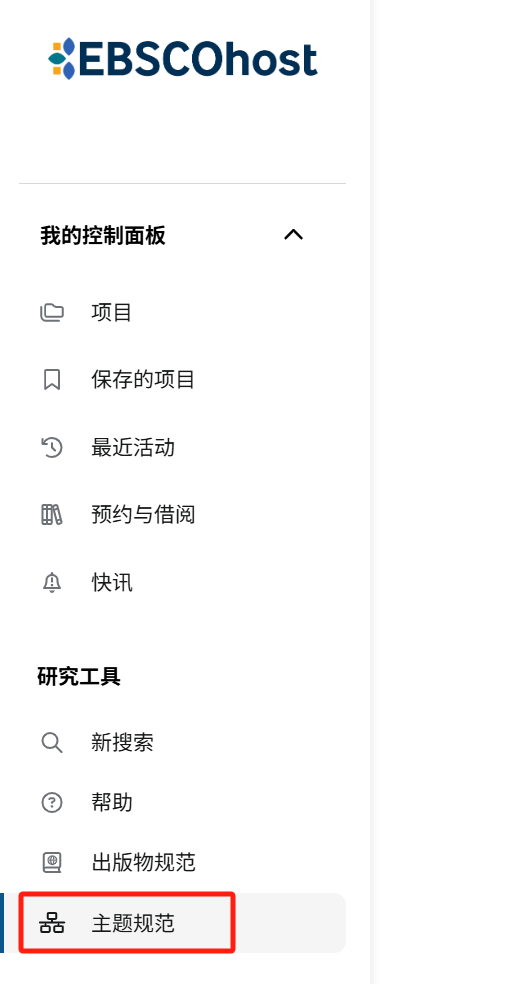 EBSCOhost
我的控制面板
项目
保存的项目
最近活动
预约与借阅
快讯
研究工具
新搜索
帮助
出版物规范
主题规范